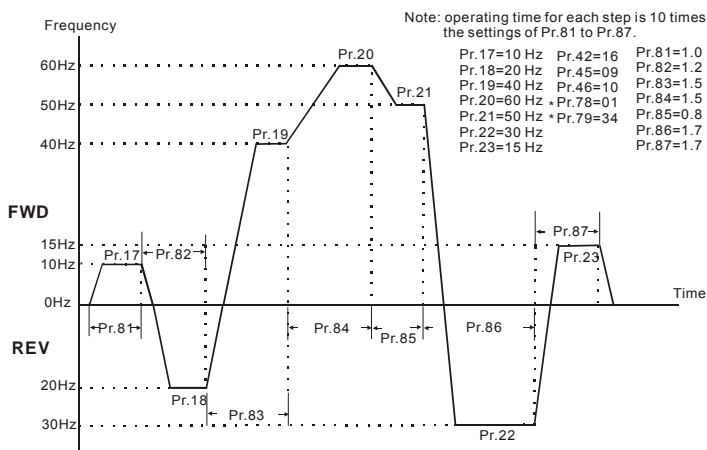 Note: operating time for each step is 10 times
the settings of Pr.81 to Pr.87.
Frequency
Pr.17=10 Hz Pr.42=16 Pr.81=1.0
Pr.18=20 Hz Pr.45=09 Pr.82=1.2
Pr.19=40 Hz Pr.46=10 Pr.83=1.5
Pr.20=60 Hz *Pr.78=01 Pr.84=1.5
Pr.21=50 Hz *Pr.79=34 Pr.85=0.8
Pr.22=30 Hz Pr.86=1.7
Pr.23=15 Hz Pr.87=1.7
Pr.20
60Hz
Pr.21
50Hz
Pr.19
40Hz
FWD
Pr.87
15Hz
Pr.17
Pr.82
Pr.23
10Hz
Time
0Hz
Pr.81
Pr.84
Pr.85
Pr.86
REV
20Hz
Pr.18
Pr.83
30Hz
Pr.22